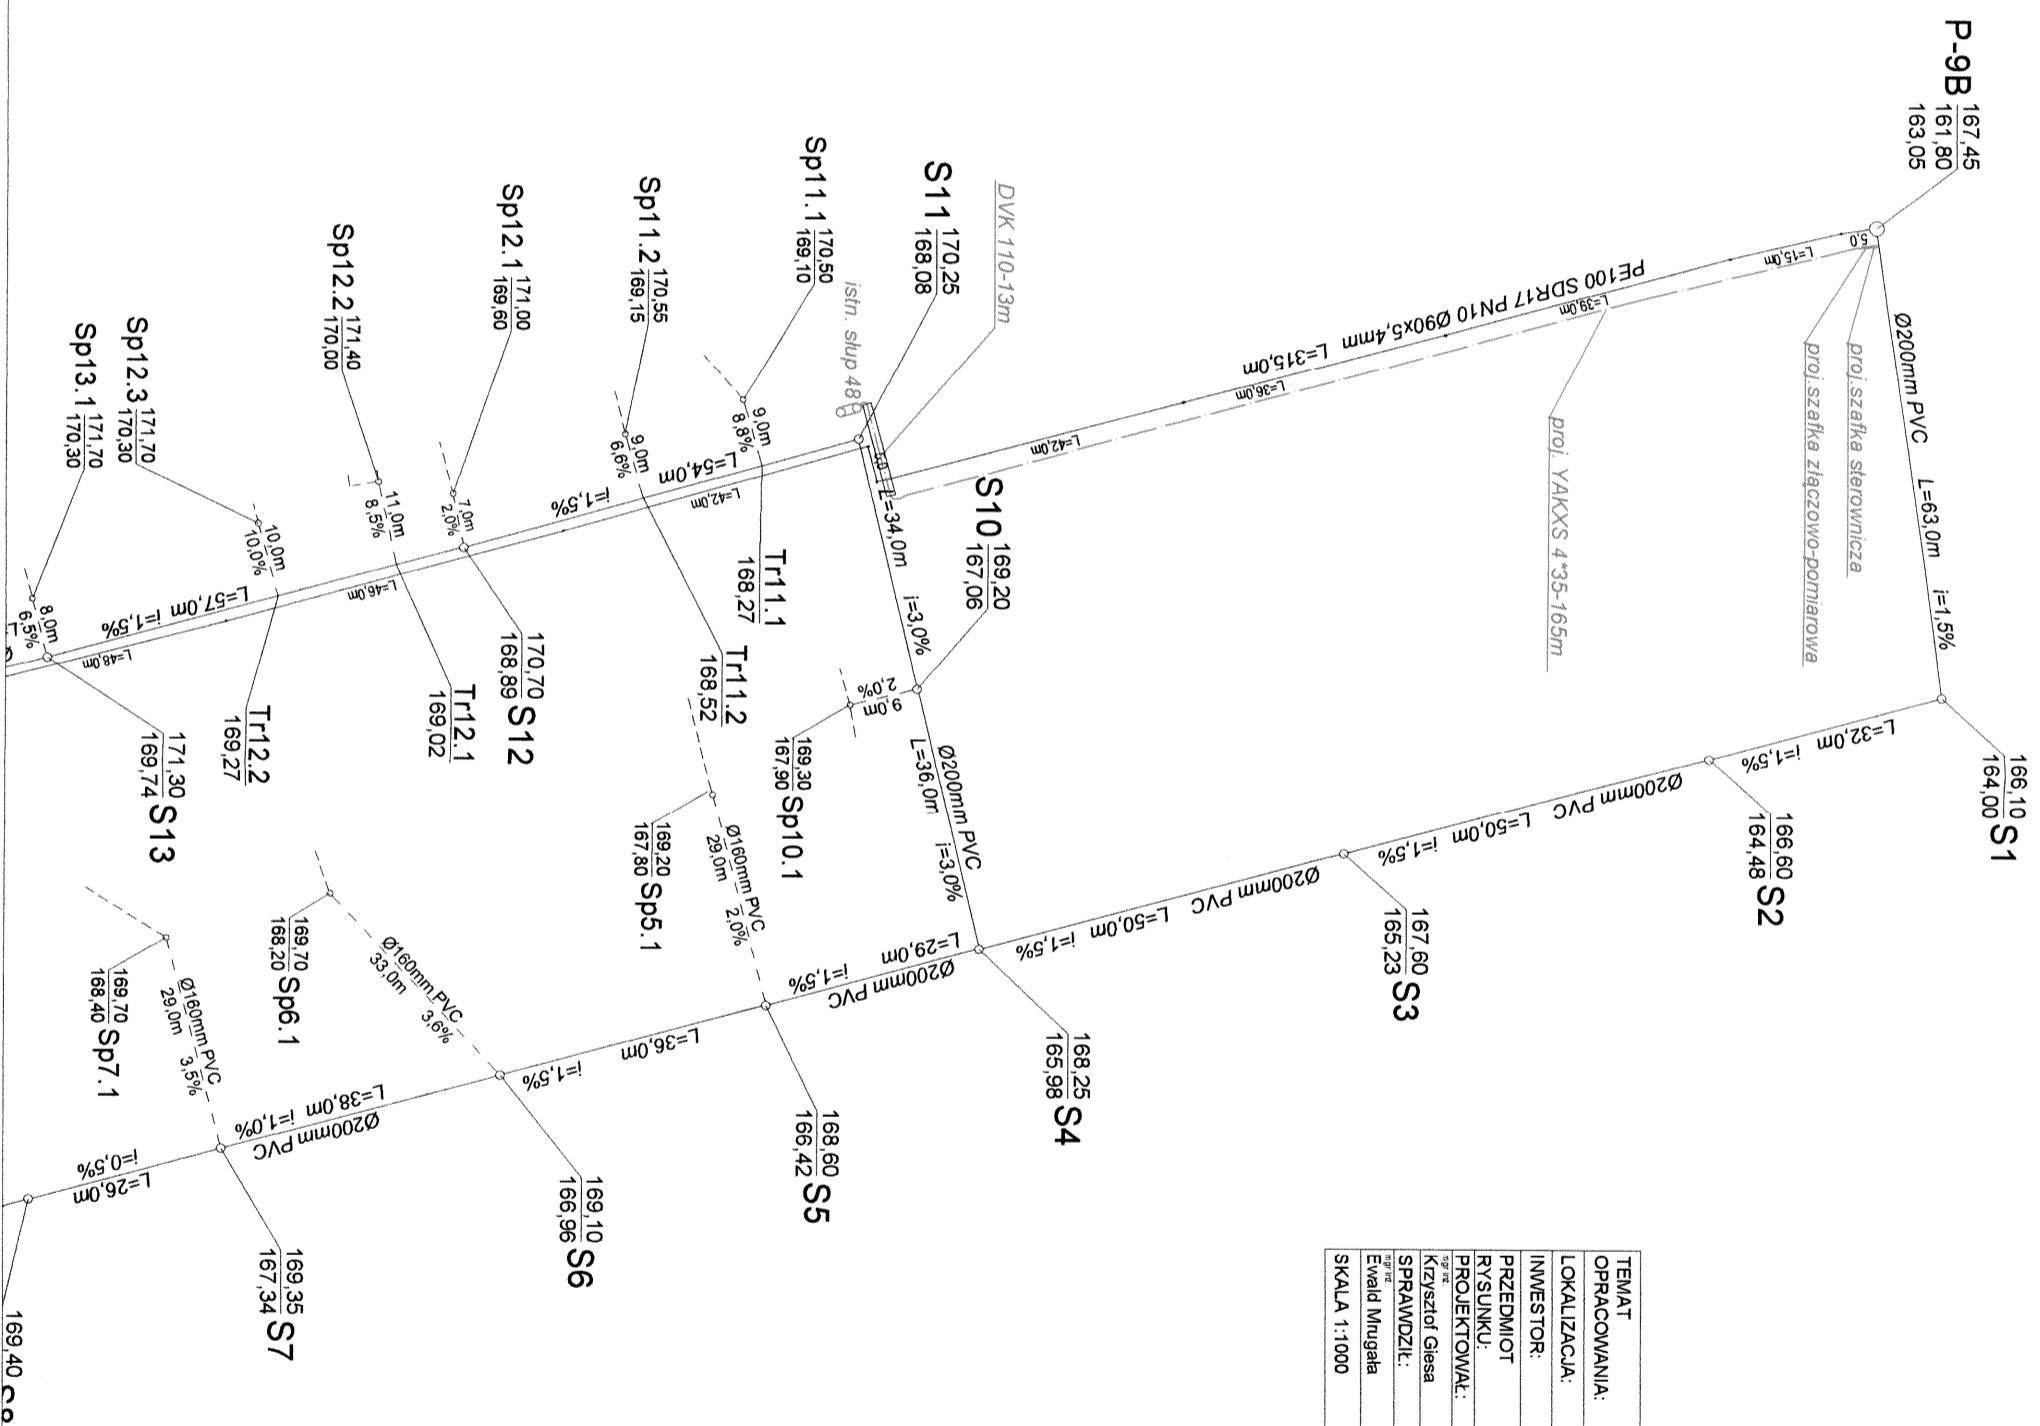 P-9B
167,45
161,80
163,05
5,0
L=15,0m
PE100 SDR17 PN10 Ø90x5,4mm L=315,0m
L=39,0m
L=36,0m
L=42,0m
Ø200mm PVC L=63,0m i=1,5%
proj.szafka sterownicza
proj.szafka złączowo-pomiarowa
proj. YAKXS 4*35-165m
166,10
164,00
S1
L=32,0m i=1,5%
Ø200mm PVC
166,60
164,48
S2
L=50,0m i=1,5%
Ø200mm PVC
167,60
165,23
S3
L=50,0m i=1,5%
168,25
165,98
S4
L=29,0m
i=1,5%
Ø200mm PVC
168,60
166,42
S5
L=36,0m
i=1,5%
169,10
166,96
S6
L=38,0m i=1,0%
Ø200mm PVC
169,35
167,34
S7
i=0,5%
L=26,0m
169,40
S8
DVK 110-13m
istn. słup 48
S11
170,25
168,08
L=34,0m i=3,0%
S10
169,20
167,06
9,0m
2,0%
169,30
167,90
Sp10.1
Ø200mm PVC
L=36,0m i=3,0%
Sp11.1
170,50
169,10
9,0m
8,8%
Tr11.1
168,27
Sp11.2
170,55
169,15
9,0m
6,6%
Tr11.2
168,52
L=54,0m
i=1,5%
L=42,0m
Sp12.1
171,00
169,60
7,0m
2,0%
170,70
168,89
S12
Sp12.2
171,40
170,00
11,0m
8,5%
Tr12.1
169,02
L=46,0m
Sp12.3
171,70
170,30
10,0m
10,0%
Tr12.2
169,27
L=57,0m i=1,5%
L=48,0m
Sp13.1
171,70
170,30
8,0m
6,5%
171,30
169,74
S13
169,20
167,80
Sp5.1
Ø160mm PVC
29,0m 2,0%
169,70
168,20
Sp6.1
Ø160mm PVC
33,0m 3,6%
169,70
168,40
Sp7.1
Ø160mm PVC
29,0m 3,5%
TEMAT
OPRACOWANIA:
LOKALIZACJA:
INWESTOR:
PRZEDMIOT
RYSUNKU:
PROJEKTOWAŁ:
mgr inż.
Krzysztof Giesa
SPRAWDZIŁ:
mgr inż.
Ewald Mrugała
SKALA 1:1000